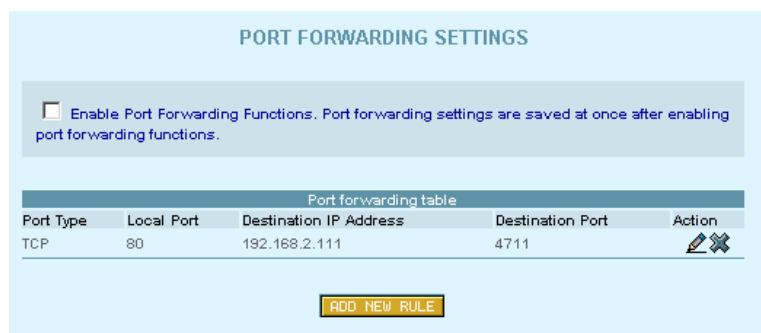 PORT FORWARDING SETTINGS
Enable Port Forwarding Functions. Port forwarding settings are saved at once after enabling
port forwarding functions.
Port forwarding table
Port Type Local Port Destination IP Address Destination Port Action
TCP 80 192.168.2.111 4711
ADD NEW RULE